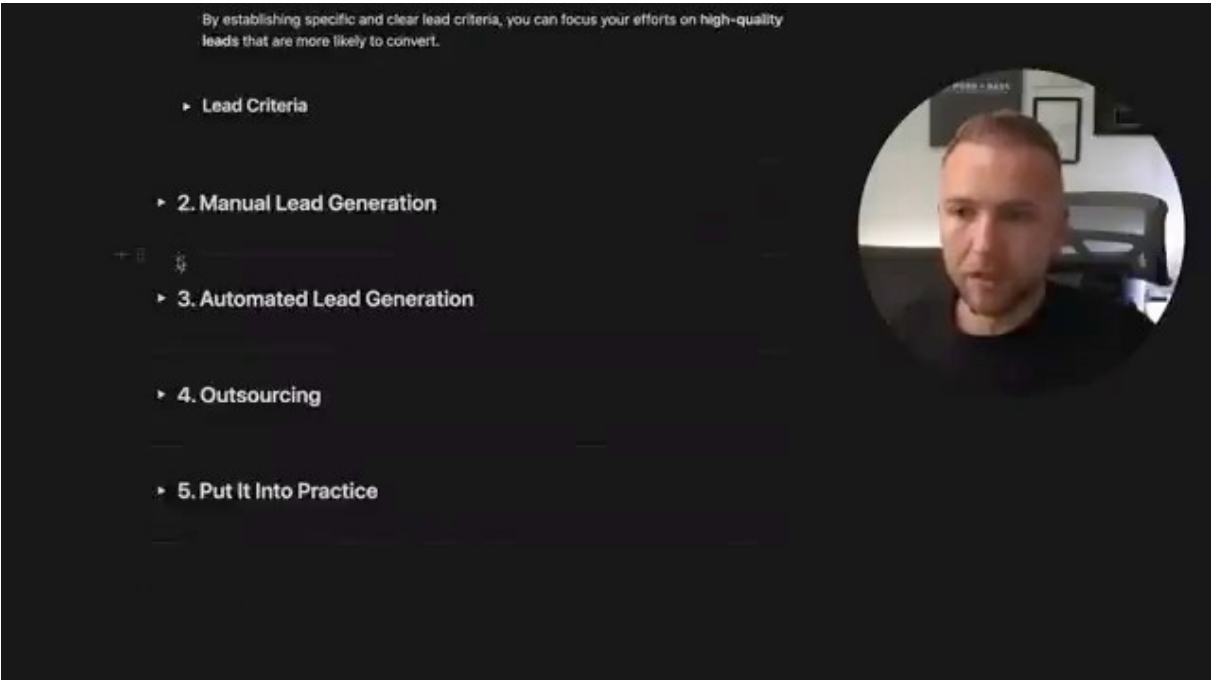 By establishing specific and clear lead criteria, you can focus your efforts on high-quality
leads that are more likely to convert.
Lead Criteria
2. Manual Lead Generation
3. Automated Lead Generation
4. Outsourcing
5. Put It Into Practice